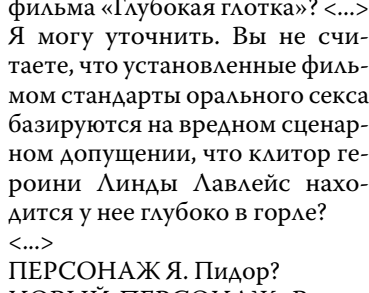 фильма «Глубокая глотка»? <...>
Я могу уточнить. Вы не счи-
таете, что установленные филь-
мом стандарты орального секса
базируются на вредном сценар-
ном допущении, что клитор ге-
роини Линды Лавлейс нахо-
дится у нее глубоко в горле?
<...>
ПЕРСОНАЖ Я. Пидор?